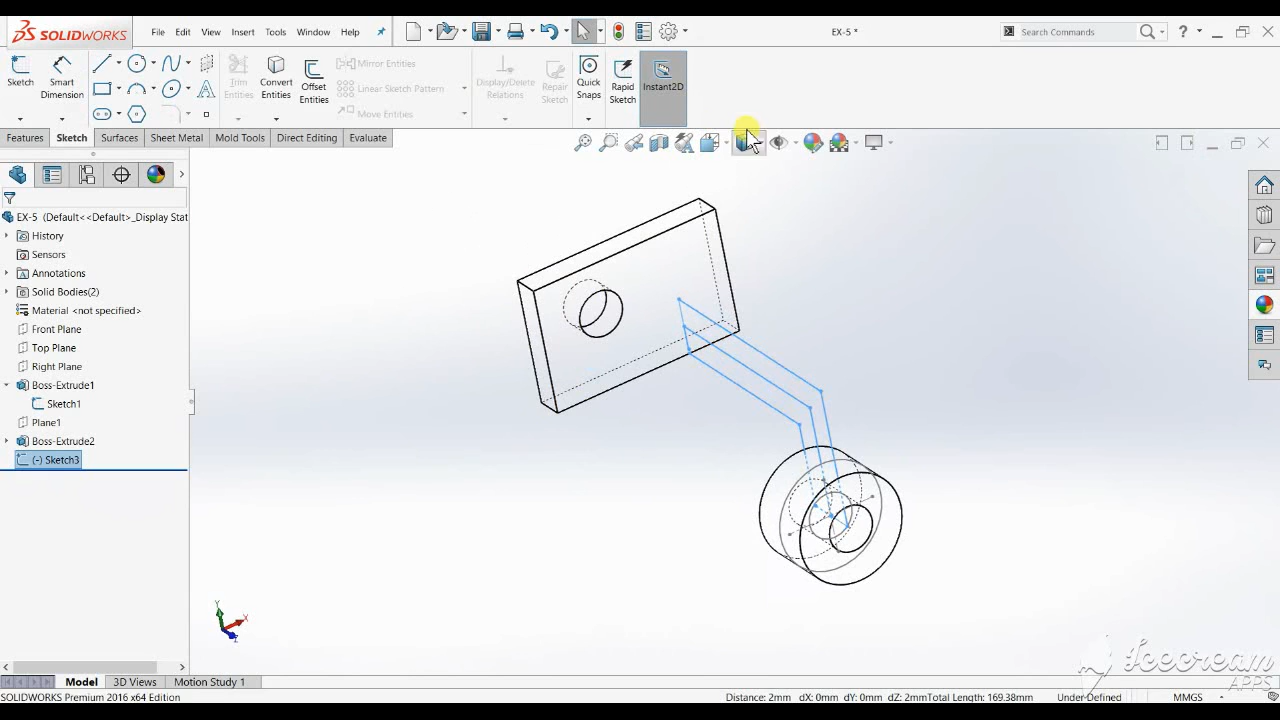 SOLIDWORKS File Edit View Insert Tools Window Help EX-5 * Search Commands ?
Sketch Smart Dimension Trim Entities Convert Entities Offset Entities Mirror Entities Linear Sketch Pattern Move Entities Display/Delete Relations Repair Sketch Quick Snaps Rapid Sketch Instant2D
Features Sketch Surfaces Sheet Metal Mold Tools Direct Editing Evaluate
EX-5 (Default<<Default>_Display Stat
History
Sensors
Annotations
Solid Bodies(2)
Material <not specified>
Front Plane
Top Plane
Right Plane
Boss-Extrude1
Sketch1
Plane1
Boss-Extrude2
(-) Sketch3
Y
X
Z
Icecream
APPS
Model 3D Views Motion Study 1
SOLIDWORKS Premium 2016 x64 Edition Distance: 2mm dX: 0mm dY: 0mm dZ: 2mmTotal Length: 169.38mm Under-Defined MMGS